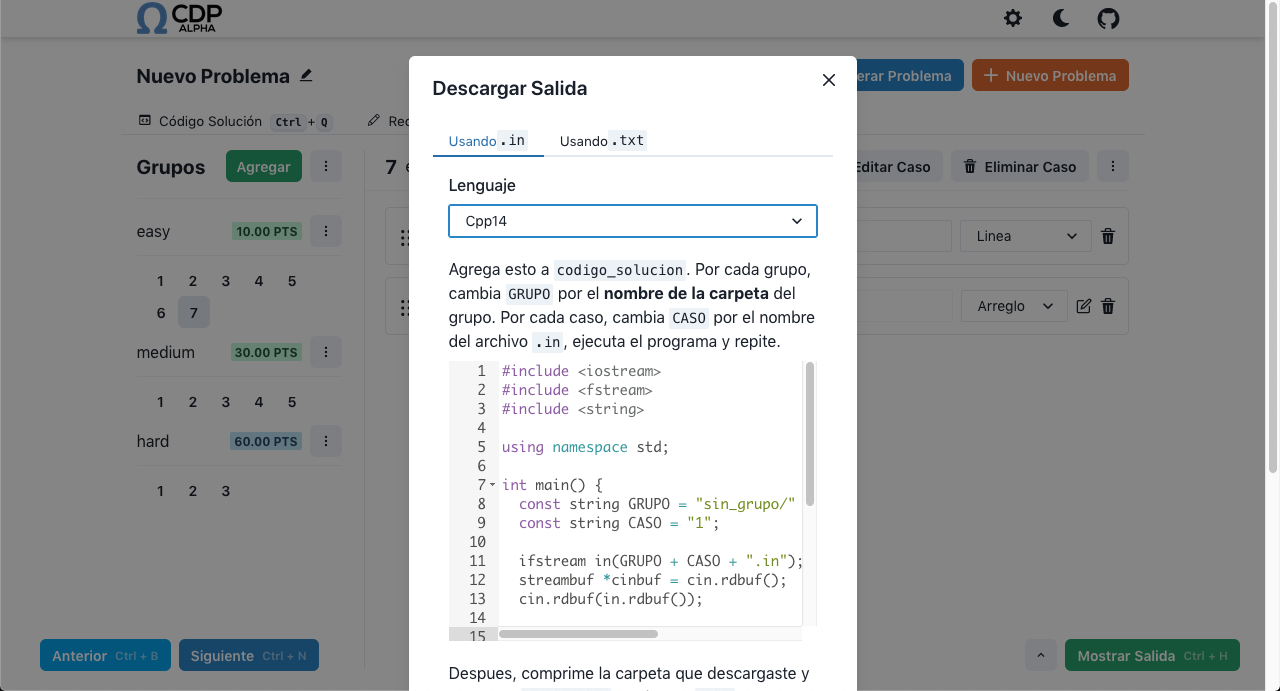 CDP
ALPHA
Nuevo Problema
erar Problema
Nuevo Problema
Código Solución Ctrl + Q
Rec
Grupos
Agregar
7
Editar Caso
Eliminar Caso
easy
10.00 PTS
1 2 3 4 5
6 7
medium
30.00 PTS
1 2 3 4 5
hard
60.00 PTS
1 2 3
Linea
Arreglo
Descargar Salida
Usando .in
Usando .txt
Lenguaje
Cpp14
Agrega esto a codigo_solucion. Por cada grupo,
cambia GRUPO por el nombre de la carpeta del
grupo. Por cada caso, cambia CASO por el nombre
del archivo .in, ejecuta el programa y repite.
1 #include <iostream>
2 #include <fstream>
3 #include <string>
4
5 using namespace std;
6
7 int main() {
8 const string GRUPO = "sin_grupo/"
9 const string CASO = "1";
10
11 ifstream in(GRUPO + CASO + ".in");
12 streambuf *cinbuf = cin.rdbuf();
13 cin.rdbuf(in.rdbuf());
14
15
Despues, comprime la carpeta que descargaste y
Anterior Ctrl + B
Siguiente Ctrl + N
Mostrar Salida Ctrl + H